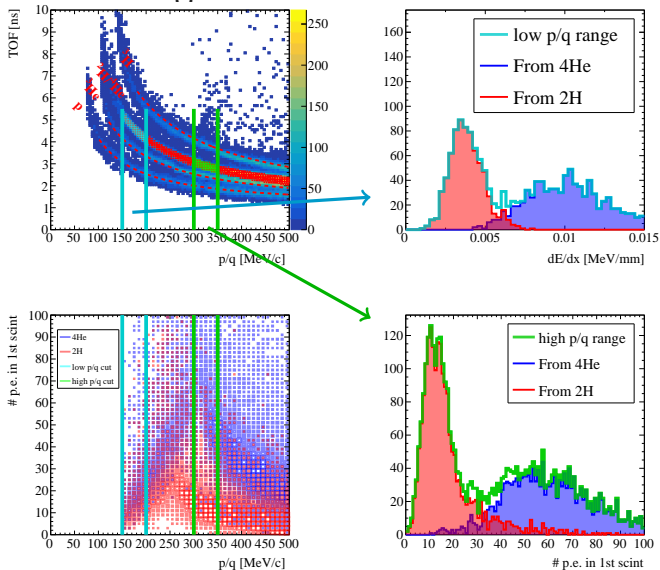 TOF [ns]
10
9
8
7
6
5
4
3
2
1
0
p
He
0 50 100 150 200 250 300 350 400 450 500
p/q [MeV/c]
250
200
150
100
50
0
low p/q range
From 4He
From 2H
160
140
120
100
80
60
40
20
0
0 0.005 0.01 0.015
dE/dx [MeV/mm]
# p.e. in 1st scint
100
90
80
70
60
50
40
30
20
10
0
4He
2H
low p/q cut
high p/q cut
0 50 100 150 200 250 300 350 400 450 500
p/q [MeV/c]
high p/q range
From 4He
From 2H
120
100
80
60
40
20
0
0 10 20 30 40 50 60 70 80 90 100
# p.e. in 1st scint